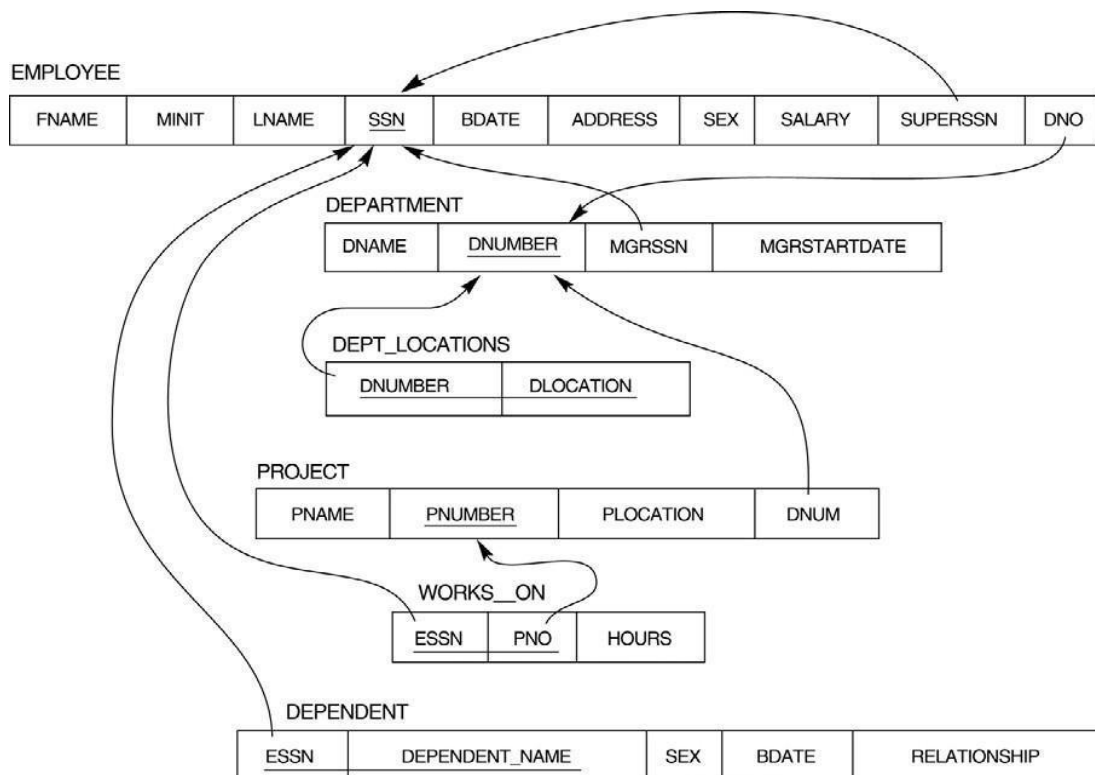 EMPLOYEE
FNAME MINIT LNAME SSN BDATE ADDRESS SEX SALARY SUPERSSN DNO
DEPARTMENT
DNAME DNUMBER MGRSSN MGRSTARTDATE
DEPT_LOCATIONS
DNUMBER DLOCATION
PROJECT
PNAME PNUMBER PLOCATION DNUM
WORKS_ON
ESSN PNO HOURS
DEPENDENT
ESSN DEPENDENT_NAME SEX BDATE RELATIONSHIP